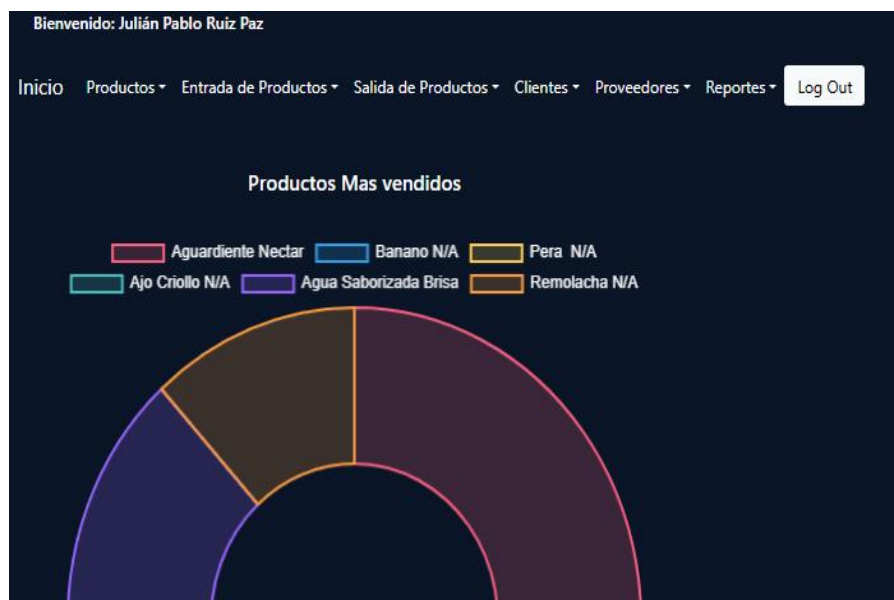 Bienvenido: Julián Pablo Ruiz Paz
Inicio Productos Entrada de Productos Salida de Productos Clientes Proveedores Reportes Log Out
Productos Mas vendidos
Aguardiente Nectar Banano N/A Pera N/A
Ajo Criollo N/A Agua Saborizada Brisa Remolacha N/A